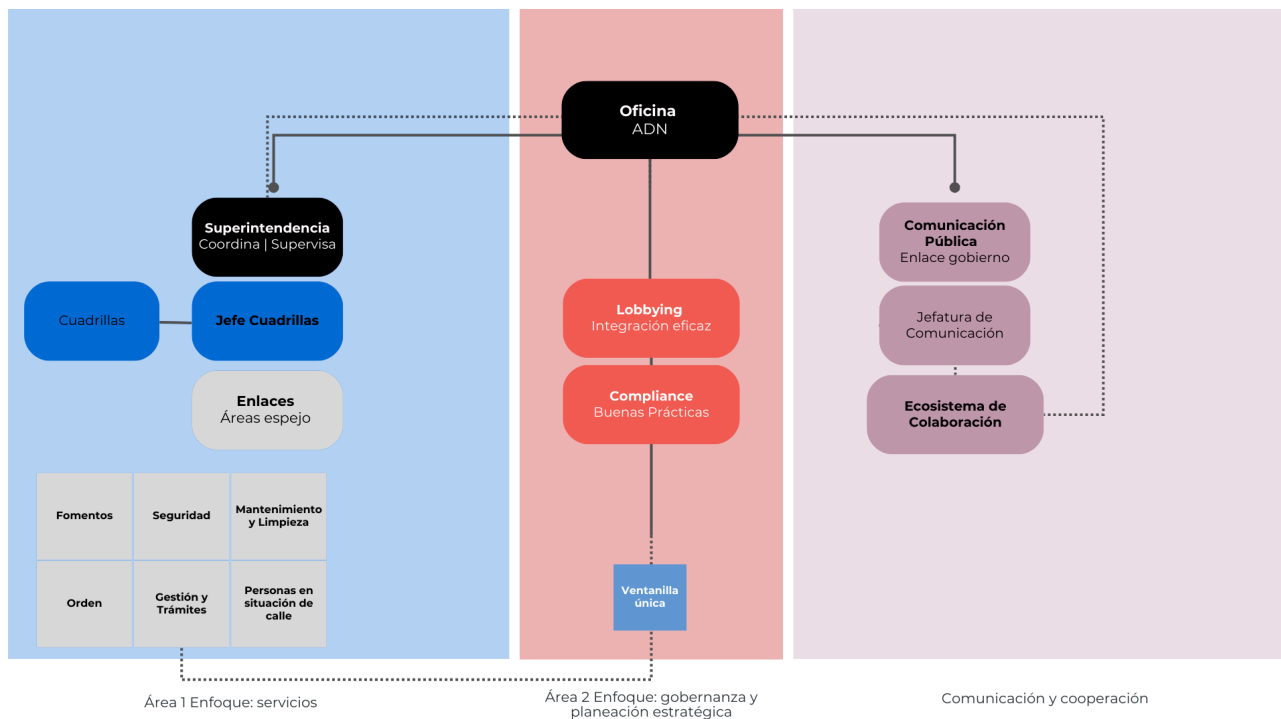 Oficina
ADN
Superintendencia
Coordina | Supervisa
Cuadrillas
Jefe Cuadrillas
Enlaces
Áreas espejo
Fomentos
Seguridad
Mantenimiento
y Limpieza
Orden
Gestión y
Trámites
Personas en
situación de
calle
Lobbying
Integración eficaz
Compliance
Buenas Prácticas
Ventanilla
única
Comunicación
Pública
Enlace gobierno
Jefatura de
Comunicación
Ecosistema de
Colaboración
Área 1 Enfoque: servicios
Área 2 Enfoque: gobernanza y
planeación estratégica
Comunicación y cooperación